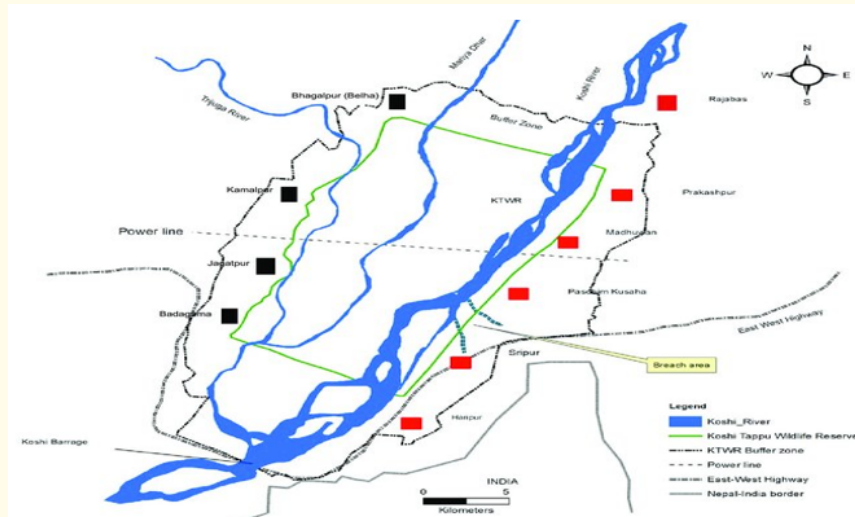 Mariya Dhar
Koshi River
N
W E
S
Bhagalpur (Belha)
Trijuga River
Buffer Zone
Rajabas
Kamalpur
KTWR
Prakashpur
Power line
Madhuwan
Jagatpur
Paschim Kusaha
Badagama
East West Highway
Sripur
Breach area
Haripur
Koshi Barrage
INDIA
0 5
Kilometers
Legend
Koshi_River
Koshi Tappu Wildlife Reserve
KTWR Buffer zone
Power line
East-West Highway
Nepal-India border